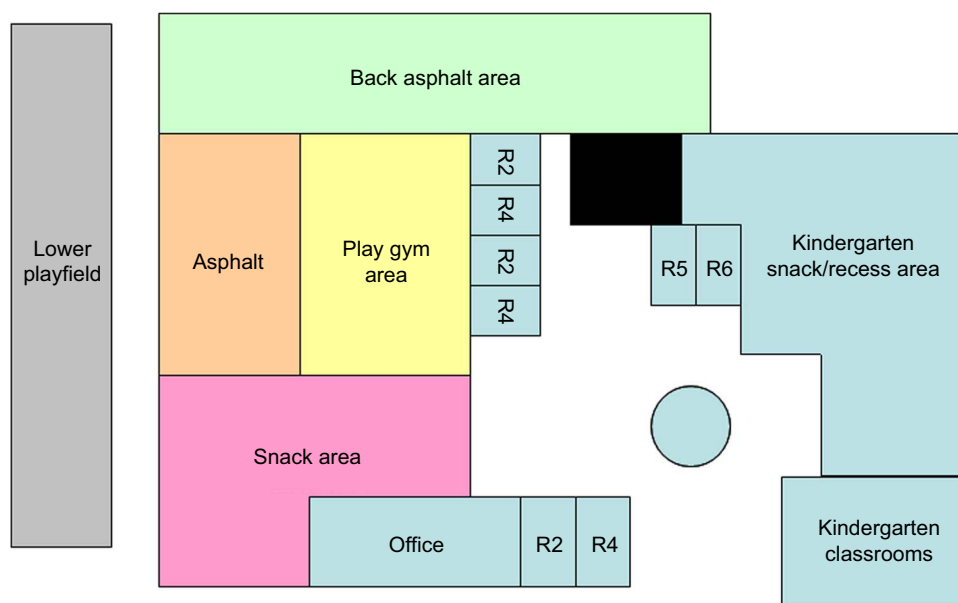 Back asphalt area
Lower
playfield
Asphalt
Play gym
area
R2
R4
R2
R4
R5
R6
Kindergarten
snack/recess area
Snack area
Office
R2
R4
Kindergarten
classrooms